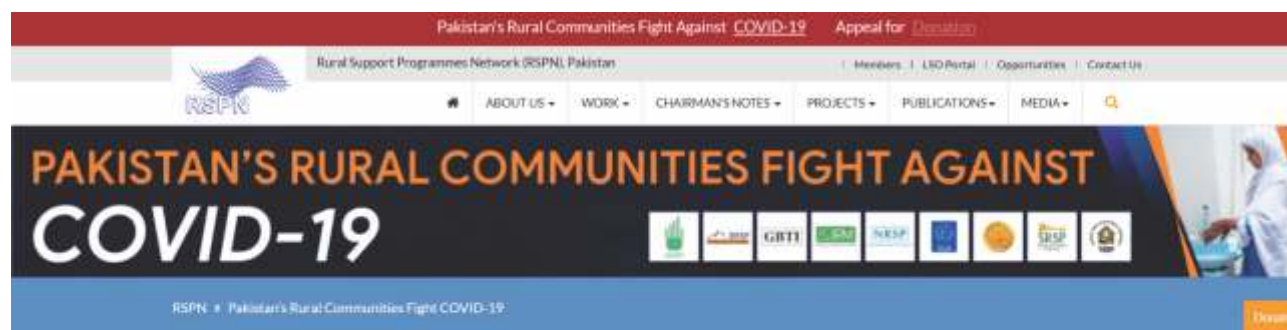 Pakistan's Rural Communities Fight Against COVID-19 Appeal for Donation
Rural Support Programmes Network (RSPN), Pakistan
Members | LSO Portal | Opportunities | Contact Us
RSPN
ABOUT US WORK CHAIRMAN'S NOTES PROJECTS PUBLICATIONS MEDIA
PAKISTAN'S RURAL COMMUNITIES FIGHT AGAINST
COVID-19
GBTI NRSP SRSP
RSPN » Pakistan's Rural Communities Fight COVID-19